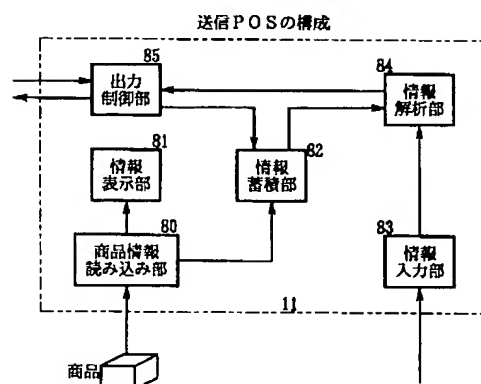 送信ＰＯＳの構成
85
出力
制御部
84
情報
解析部
81
情報
表示部
82
情報
蓄積部
80
商品情報
読み込み部
83
情報
入力部
11
商品